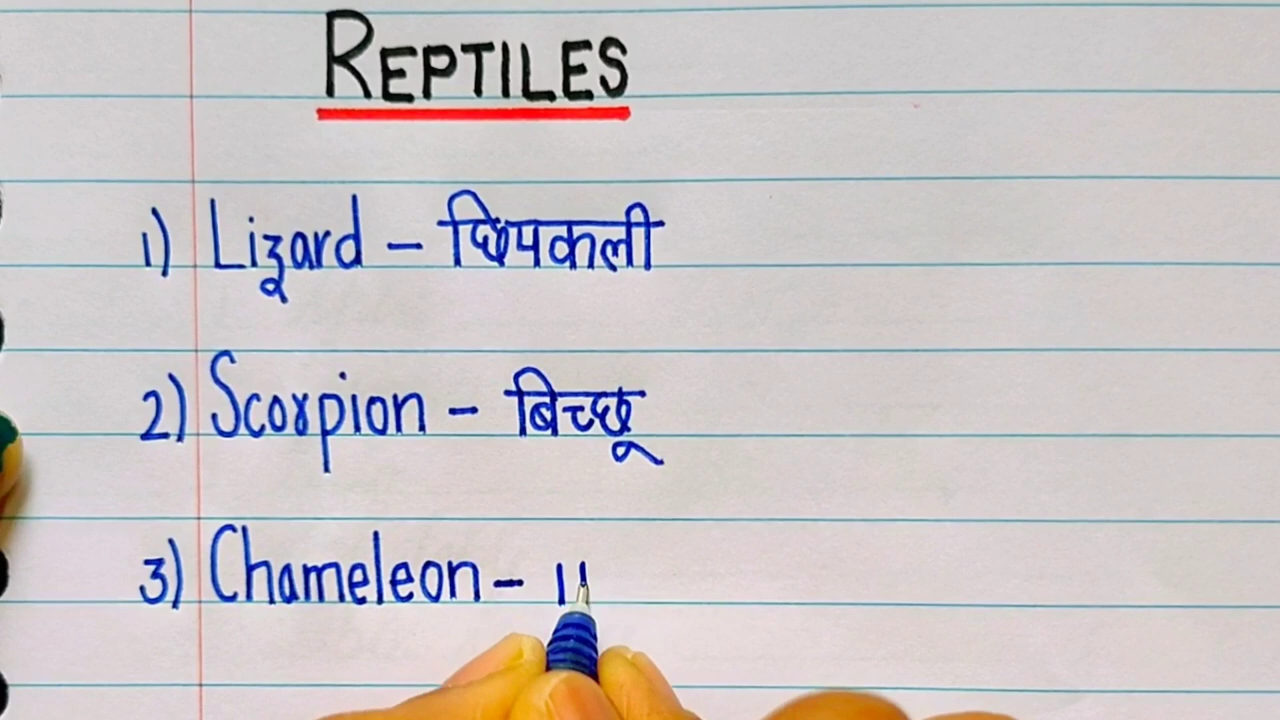 REPTILES
1) Lizard - छिपकली
2) Scorpion - बिच्छू
3) Chameleon -